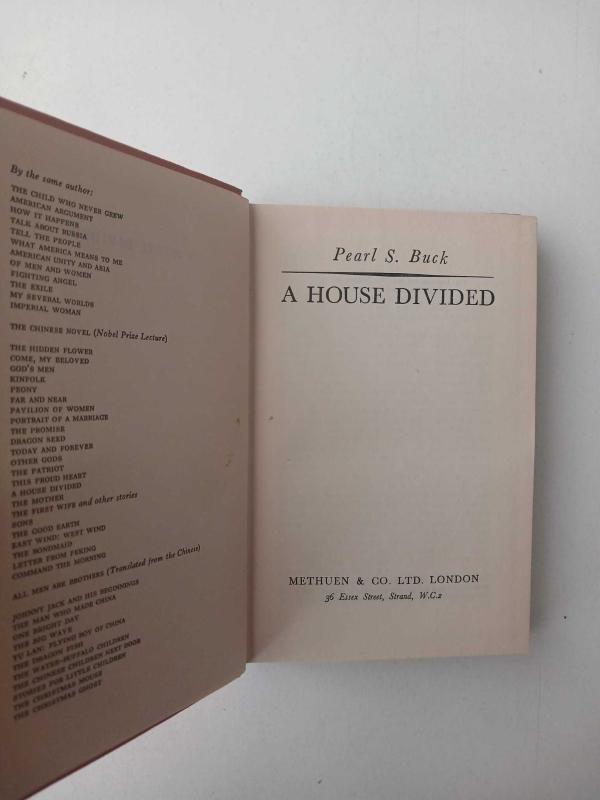 By the same author:
THE CHILD WHO NEVER GREW
AMERICAN ARGUMENT
HOW IT HAPPENS
TALK ABOUT RUSSIA
TELL THE PEOPLE
WHAT AMERICA MEANS TO ME
AMERICAN UNITY AND ASIA
OF MEN AND WOMEN
FIGHTING ANGEL
THE EXILE
MY SEVERAL WORLDS
IMPERIAL WOMAN
THE CHINESE NOVEL (Nobel Prize Lecture)
THE HIDDEN FLOWER
COME, MY BELOVED
GOD'S MEN
KINFOLK
PEONY
FAR AND NEAR
PAVILION OF WOMEN
PORTRAIT OF A MARRIAGE
THE PROMISE
DRAGON SEED
TODAY AND FOREVER
OTHER GODS
THE PATRIOT
THIS PROUD HEART
A HOUSE DIVIDED
THE MOTHER
THE FIRST WIFE and other stories
SONS
THE GOOD EARTH
EAST WIND: WEST WIND
THE BONDMAID
LETTER FROM PEKING
COMMAND THE MORNING
ALL MEN ARE BROTHERS (Translated from the Chinese)
JOHNNY JACK AND HIS BEGINNINGS
THE MAN WHO MADE CHINA
ONE BRIGHT DAY
THE BIG WAVE
YU LAN: FLYING BOY OF CHINA
THE DRAGON FISH
THE WATER-BUFFALO CHILDREN
THE CHINESE CHILDREN NEXT DOOR
STORIES FOR LITTLE CHILDREN
THE CHRISTMAS MOUSE
THE CHRISTMAS GHOST
Pearl S. Buck
A HOUSE DIVIDED
METHUEN & CO. LTD. LONDON
36 Essex Street, Strand, W.C.2